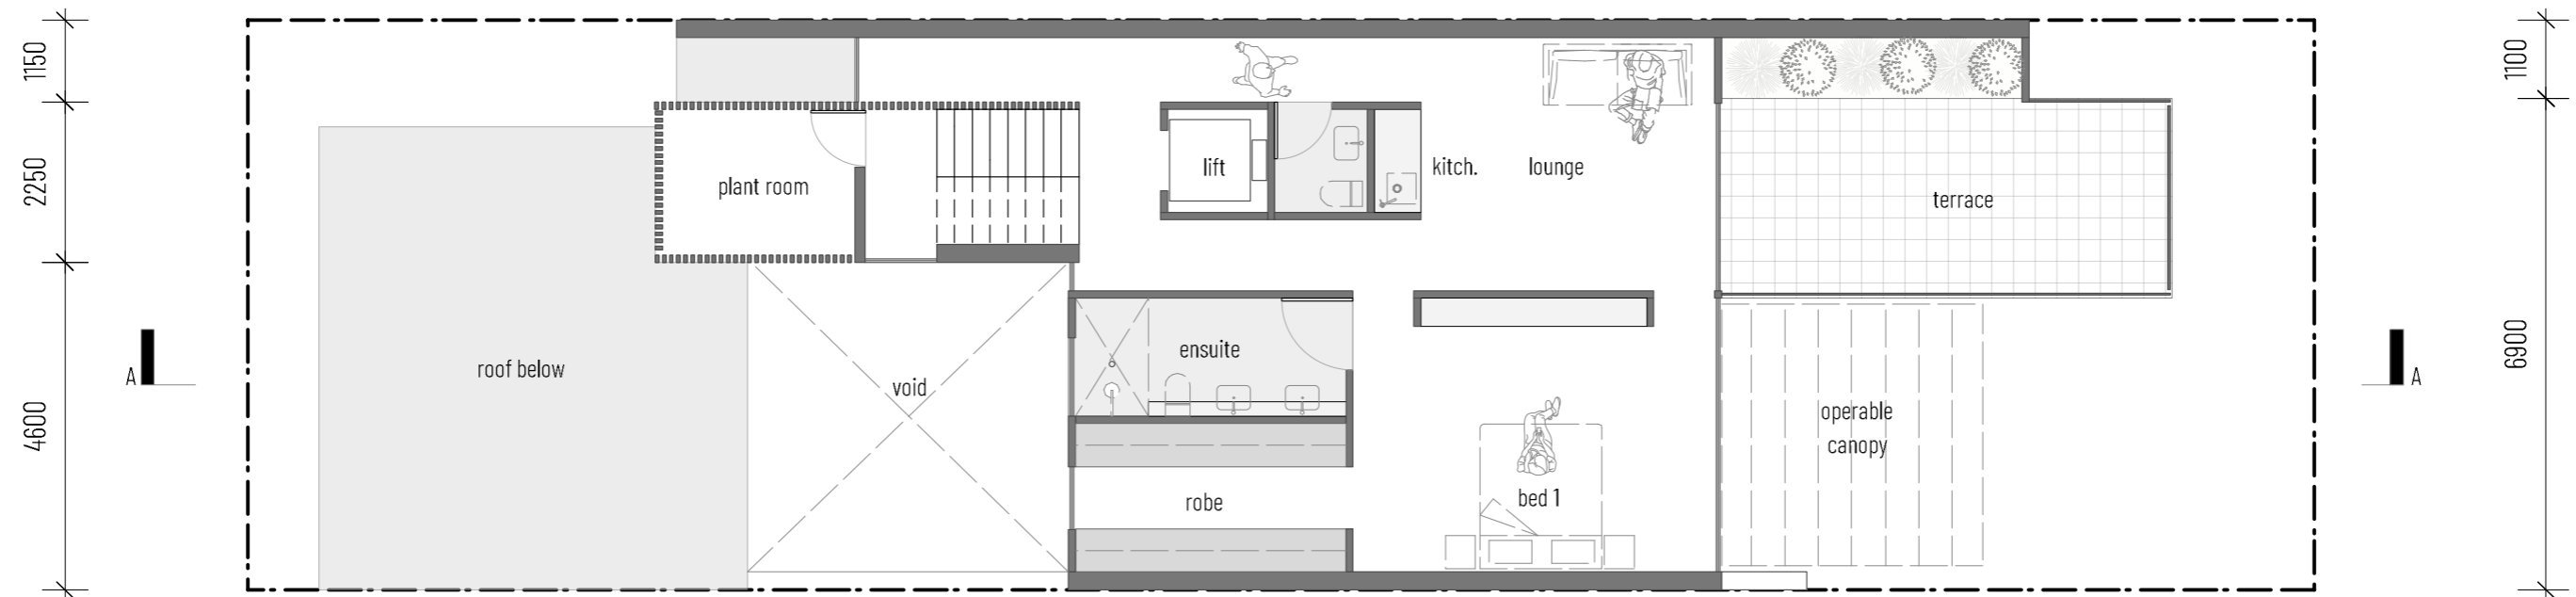 1150
2250
4600
A
roof below
plant room
void
lift
kitch.
lounge
ensuite
robe
bed 1
terrace
operable
canopy
A
1100
6900